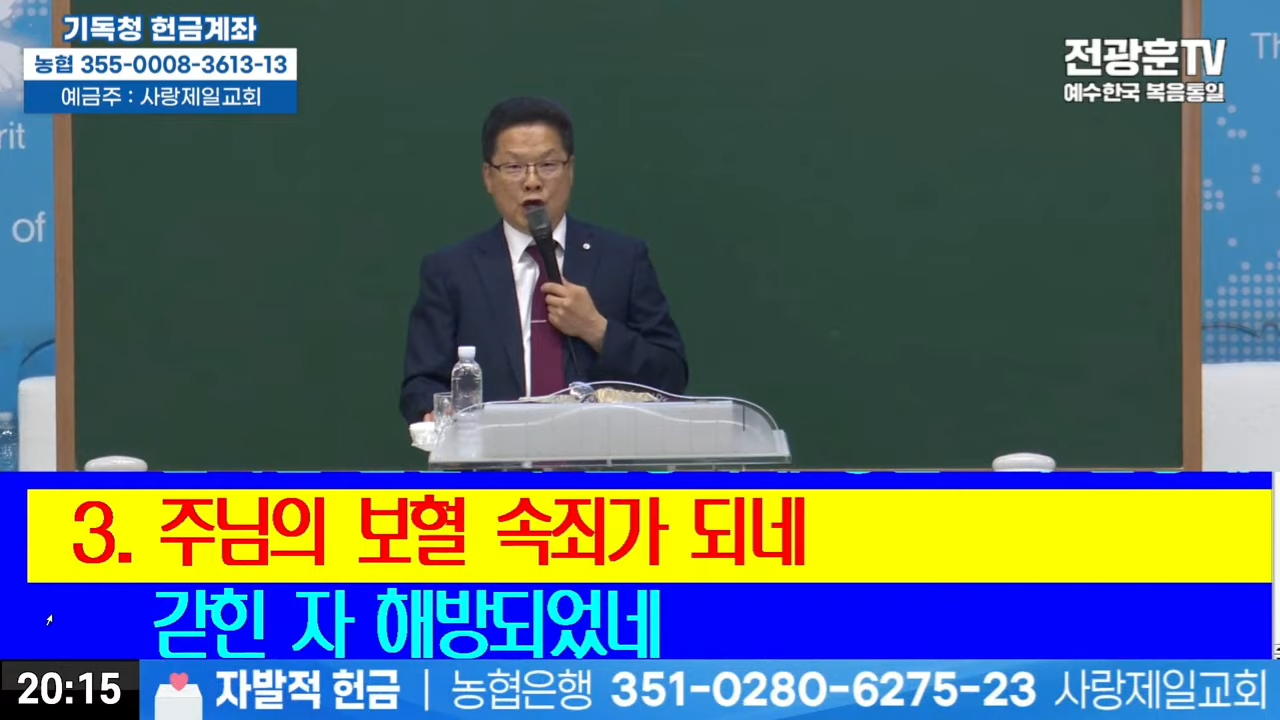 기독청 헌금계좌
농협 355-0008-3613-13
예금주 : 사랑제일교회
전광훈TV
예수한국 복음통일
Th
rit
of
3. 주님의 보혈 속죄가 되네
갇힌 자 해방되었네
20:15
자발적 헌금 | 농협은행 351-0280-6275-23 사랑제일교회